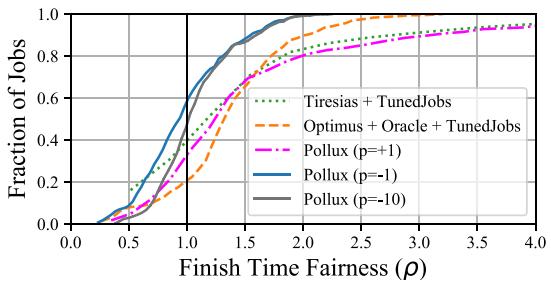 1.0
0.8
0.6
0.4
0.2
0.0
Fraction of Jobs
Tiresias + TunedJobs
Optimus + Oracle + TunedJobs
Pollux (p=+1)
Pollux (p=-1)
Pollux (p=-10)
0.0 0.5 1.0 1.5 2.0 2.5 3.0 3.5 4.0
Finish Time Fairness (ρ)